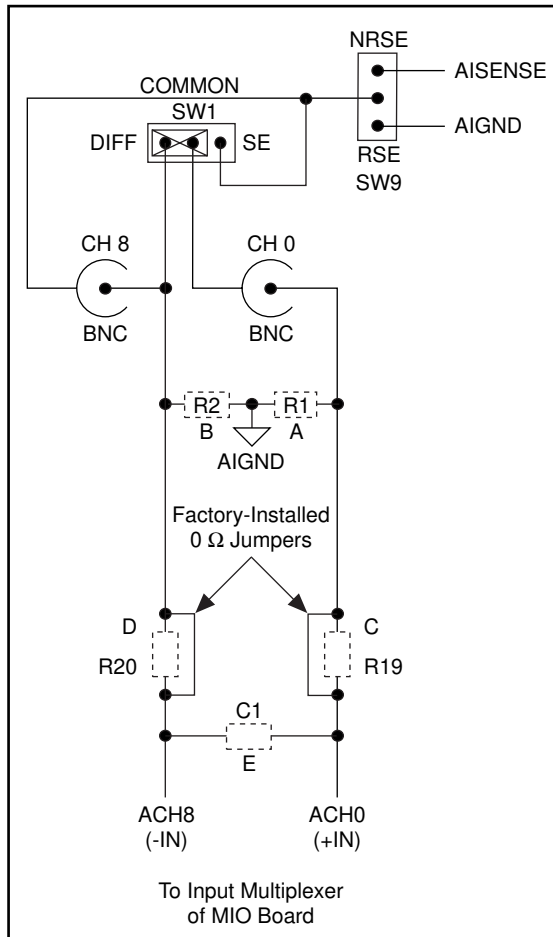 NRSE
AISENSE
COMMON
SW1
AIGND
DIFF
SE
RSE
SW9
CH 8
CH 0
BNC
BNC
R2
R1
B
A
AIGND
Factory-Installed
0 Ω Jumpers
D
C
R20
R19
C1
E
ACH8
(-IN)
ACH0
(+IN)
To Input Multiplexer
of MIO Board